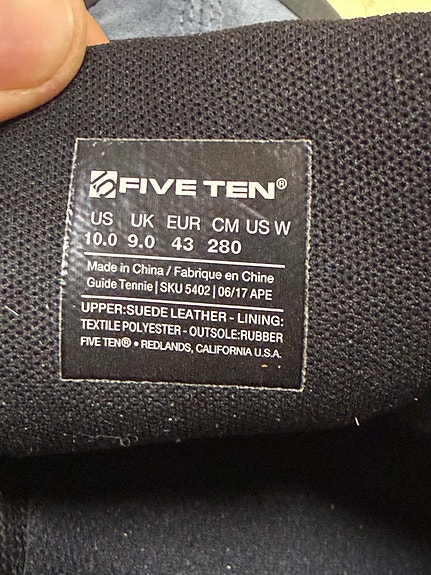 FIVE TEN®
US UK EUR CM US W
10.0 9.0 43 280
Made in China / Fabrique en Chine
Guide Tennie | SKU 5402 | 06/17 APE
UPPER:SUEDE LEATHER - LINING:
TEXTILE POLYESTER - OUTSOLE:RUBBER
FIVE TEN® • REDLANDS, CALIFORNIA U.S.A.